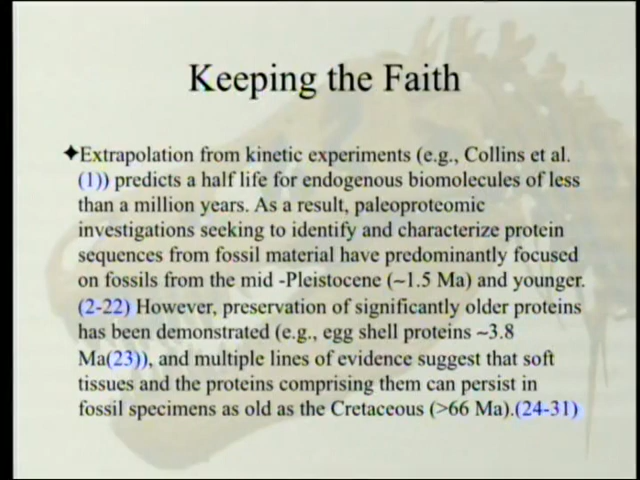 Keeping the Faith
✦Extrapolation from kinetic experiments (e.g., Collins et al.
(1)) predicts a half life for endogenous biomolecules of less
than a million years. As a result, paleoproteomic
investigations seeking to identify and characterize protein
sequences from fossil material have predominantly focused
on fossils from the mid -Pleistocene (~1.5 Ma) and younger.
(2-22) However, preservation of significantly older proteins
has been demonstrated (e.g., egg shell proteins ~3.8
Ma(23)), and multiple lines of evidence suggest that soft
tissues and the proteins comprising them can persist in
fossil specimens as old as the Cretaceous (>66 Ma).(24-31)